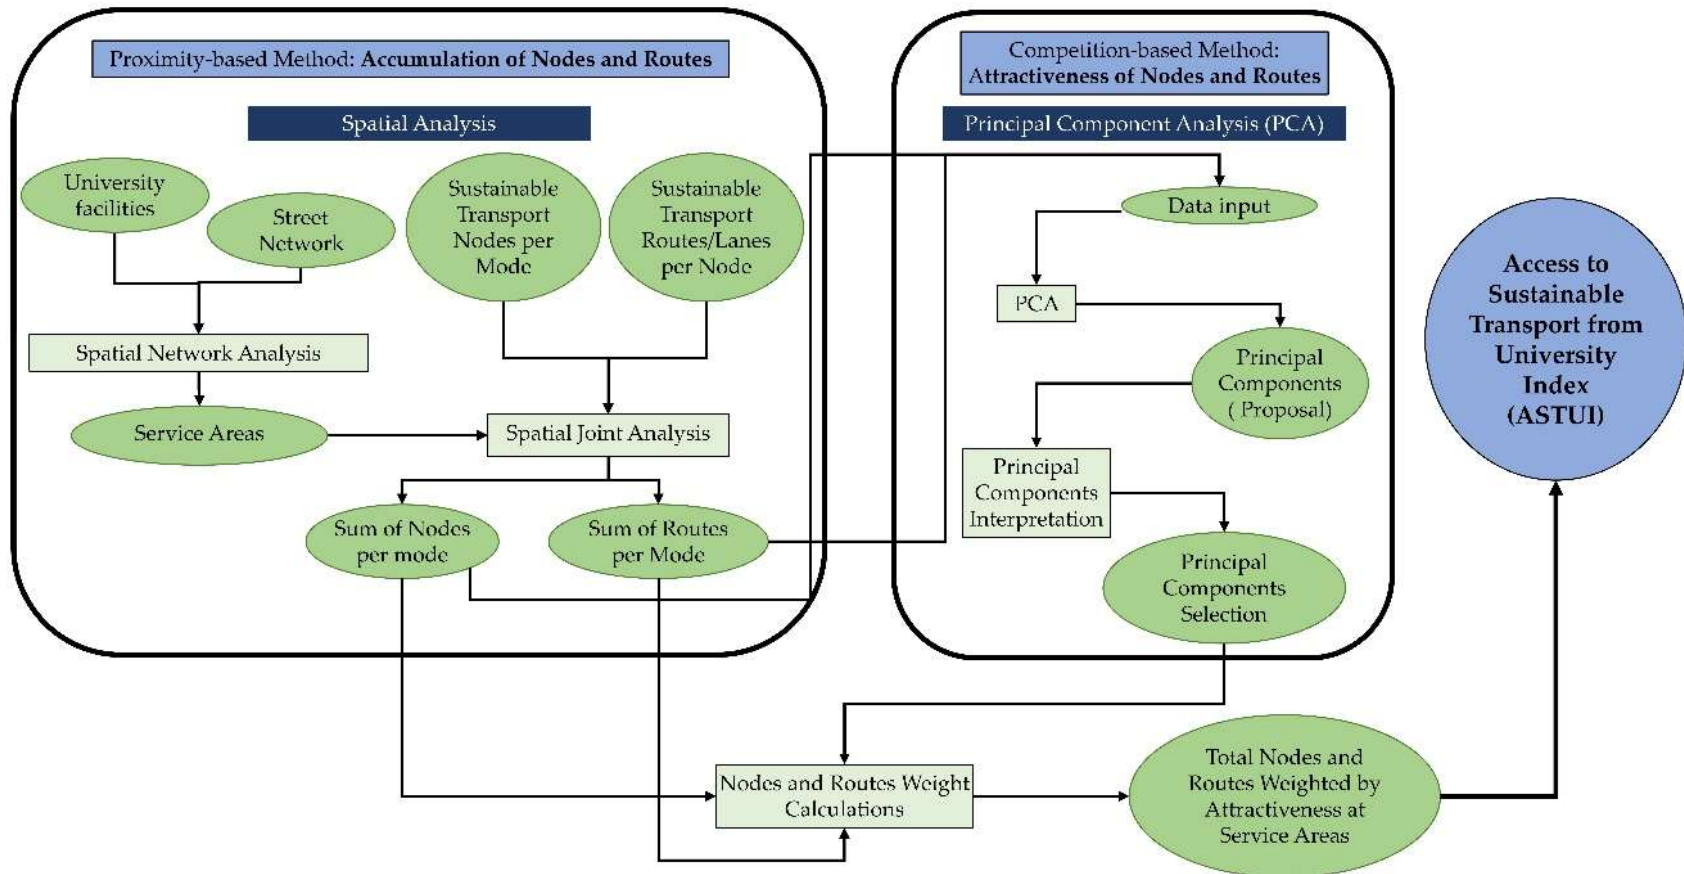 Proximity-based Method: Accumulation of Nodes and Routes
Spatial Analysis
University
facilities
Street
Network
Sustainable
Transport
Nodes per
Mode
Sustainable
Transport
Routes/Lanes
per Node
Spatial Network Analysis
Service Areas
Spatial Joint Analysis
Sum of Nodes
per mode
Sum of Routes
per Mode
Competition-based Method:
Attractiveness of Nodes and Routes
Principal Component Analysis (PCA)
Data input
PCA
Principal
Components
( Proposal)
Principal
Components
Interpretation
Principal
Components
Selection
Nodes and Routes Weight
Calculations
Total Nodes and
Routes Weighted by
Attractiveness at
Service Areas
Access to
Sustainable
Transport from
University
Index
(ASTUI)